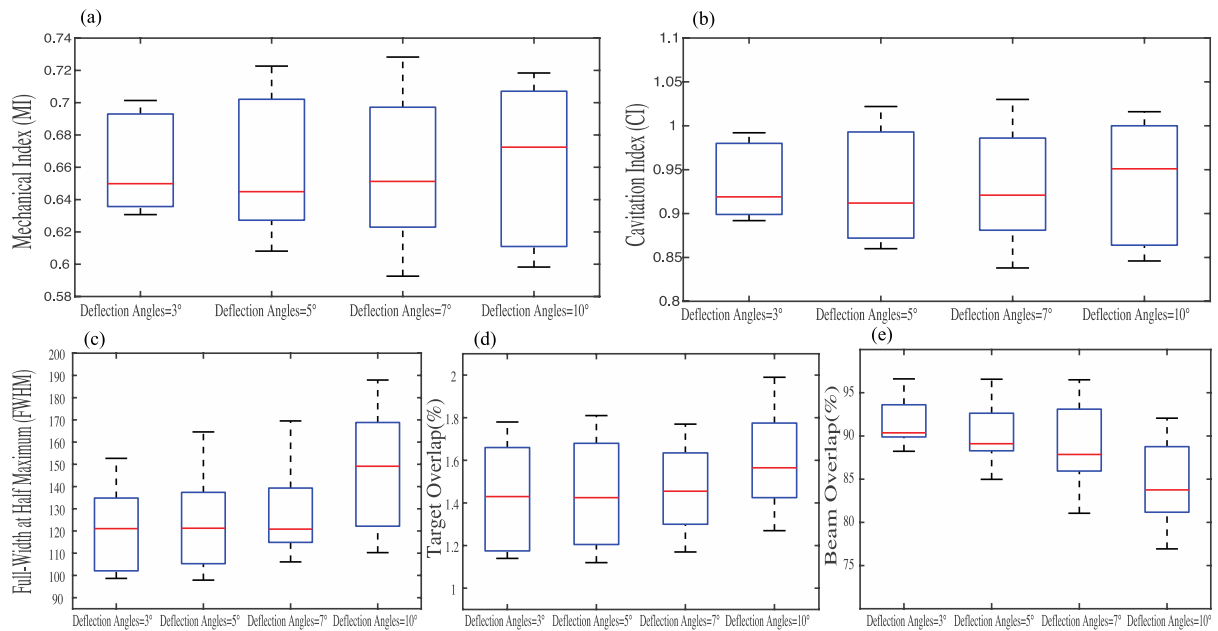 (a)
0.74
0.72
0.7
0.68
0.66
0.64
0.62
0.6
0.58
Mechanical Index (MI)
Deflection Angles=3°
Deflection Angles=5°
Deflection Angles=7°
Deflection Angles=10°
(b)
1.1
1.05
1
0.95
0.9
0.85
0.8
Cavitation Index (CI)
Deflection Angles=3°
Deflection Angles=5°
Deflection Angles=7°
Deflection Angles=10°
(c)
200
190
180
170
160
150
140
130
120
110
100
90
Full-Width at Half Maximum (FWHM)
Deflection Angles=3°
Deflection Angles=5°
Deflection Angles=7°
Deflection Angles=10°
(d)
2
1.8
1.6
1.4
1.2
1
Target Overlap(%)
Deflection Angles=3°
Deflection Angles=5°
Deflection Angles=7°
Deflection Angles=10°
(e)
95
90
85
80
75
Beam Overlap(%)
Deflection Angles=3°
Deflection Angles=5°
Deflection Angles=7°
Deflection Angles=10°